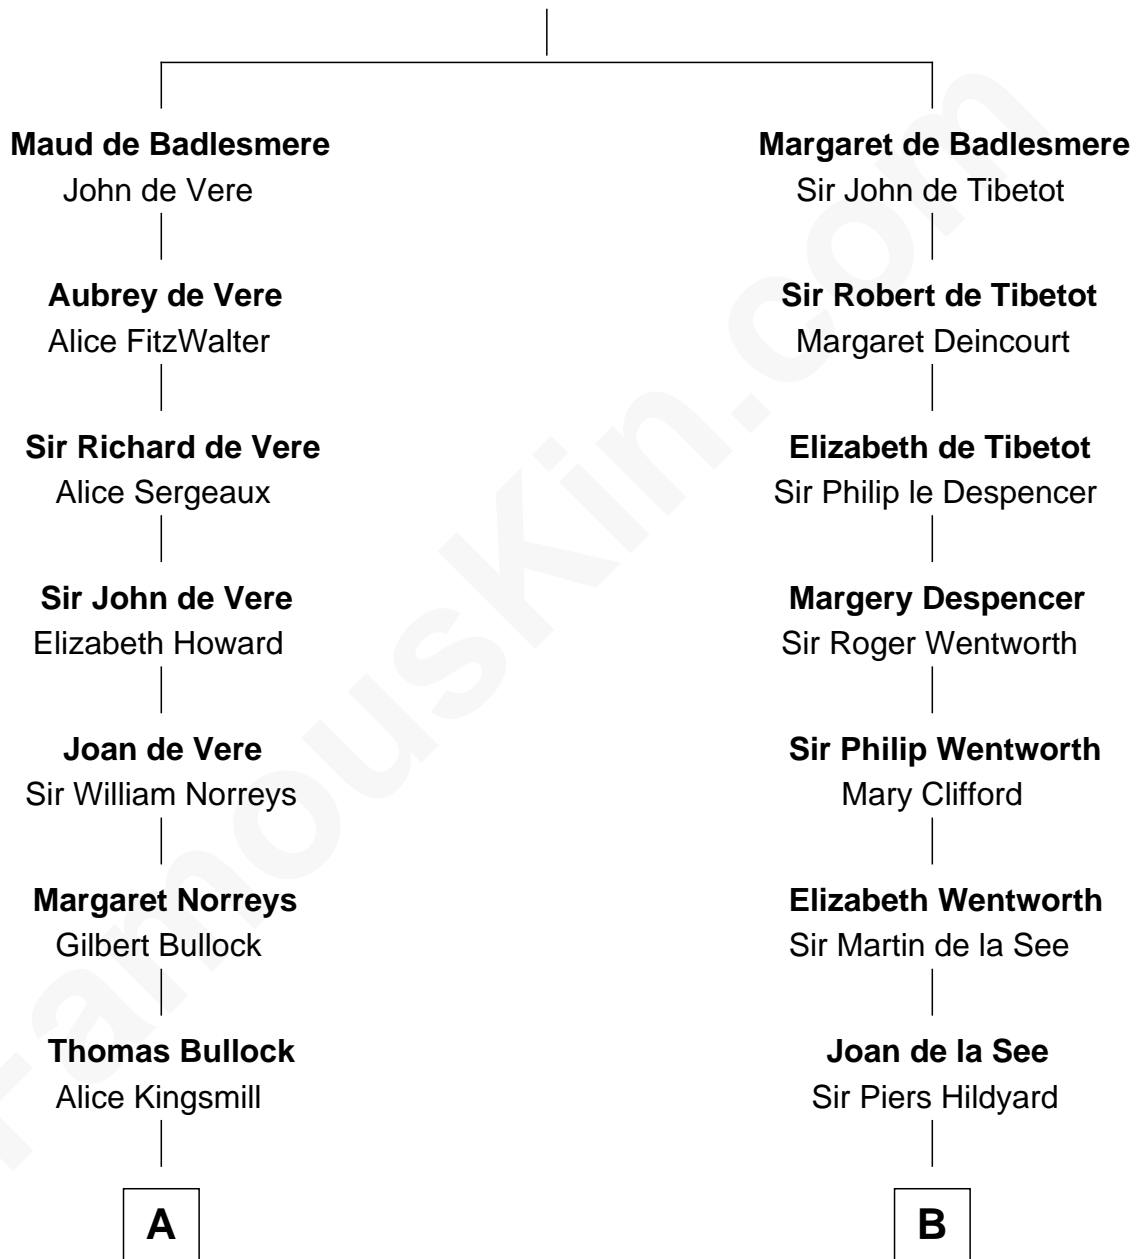 Maud de Badlesmere
John de Vere
Margaret de Badlesmere
Sir John de Tibetot
Aubrey de Vere
Alice FitzWalter
Sir Robert de Tibetot
Margaret Deincourt
Sir Richard de Vere
Alice Sergeaux
Elizabeth de Tibetot
Sir Philip le Despencer
Sir John de Vere
Elizabeth Howard
Margery Despencer
Sir Roger Wentworth
Joan de Vere
Sir William Norreys
Sir Philip Wentworth
Mary Clifford
Margaret Norreys
Gilbert Bullock
Elizabeth Wentworth
Sir Martin de la See
Thomas Bullock
Alice Kingsmill
Joan de la See
Sir Piers Hildyard
A
B
FamousKin.com